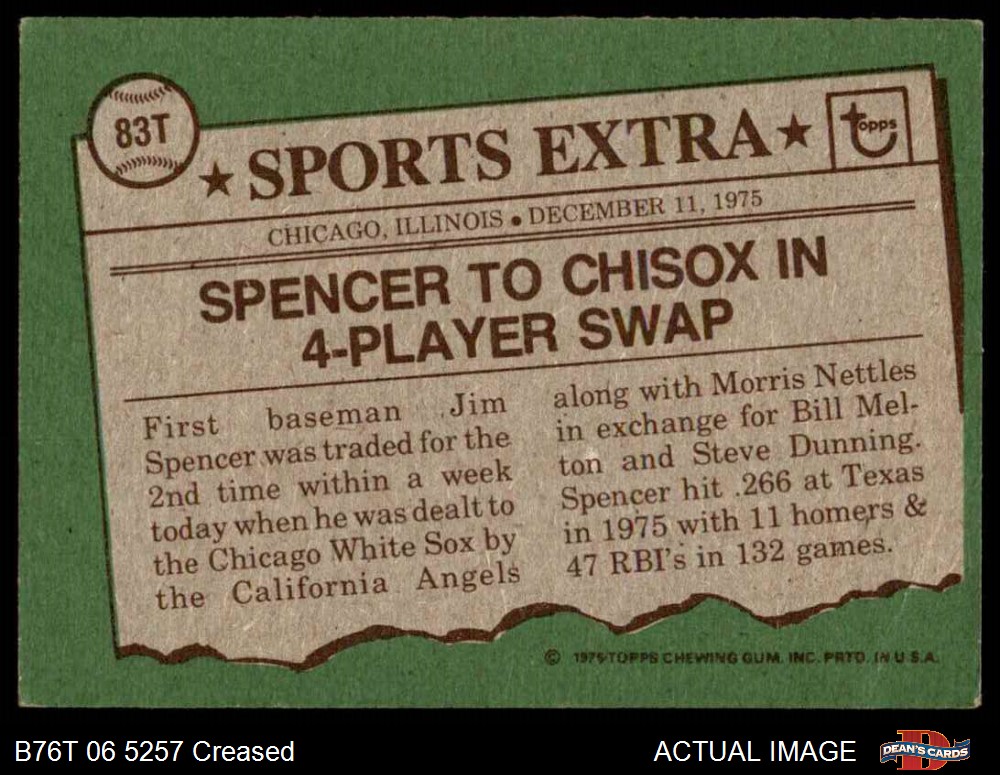 83T
★ SPORTS EXTRA ★
topps
CHICAGO, ILLINOIS • DECEMBER 11, 1975
SPENCER TO CHISOX IN
4-PLAYER SWAP
First baseman Jim
Spencer was traded for the
2nd time within a week
today when he was dealt to
the Chicago White Sox by
the California Angels
along with Morris Nettles
in exchange for Bill Mel-
ton and Steve Dunning.
Spencer hit .266 at Texas
in 1975 with 11 homers &
47 RBI's in 132 games.
© 1976 TOPPS CHEWING GUM, INC. PRTD. IN U.S.A.
B76T 06 5257 Creased
ACTUAL IMAGE
D
DEAN'S CARDS